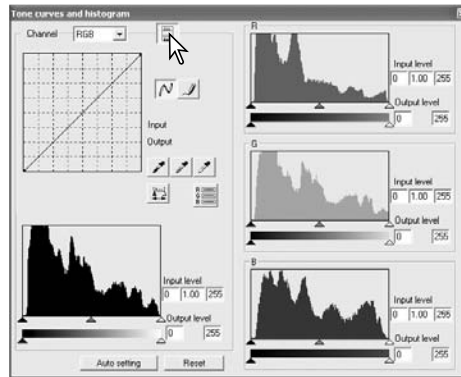 Tone curves and histogram
Channel RGB
Input
Output
Input level
0 1.00 255
Output level
0 255
Auto setting Reset
R
Input level
0 1.00 255
Output level
0 255
G
Input level
0 1.00 255
Output level
0 255
B
Input level
0 1.00 255
Output level
0 255